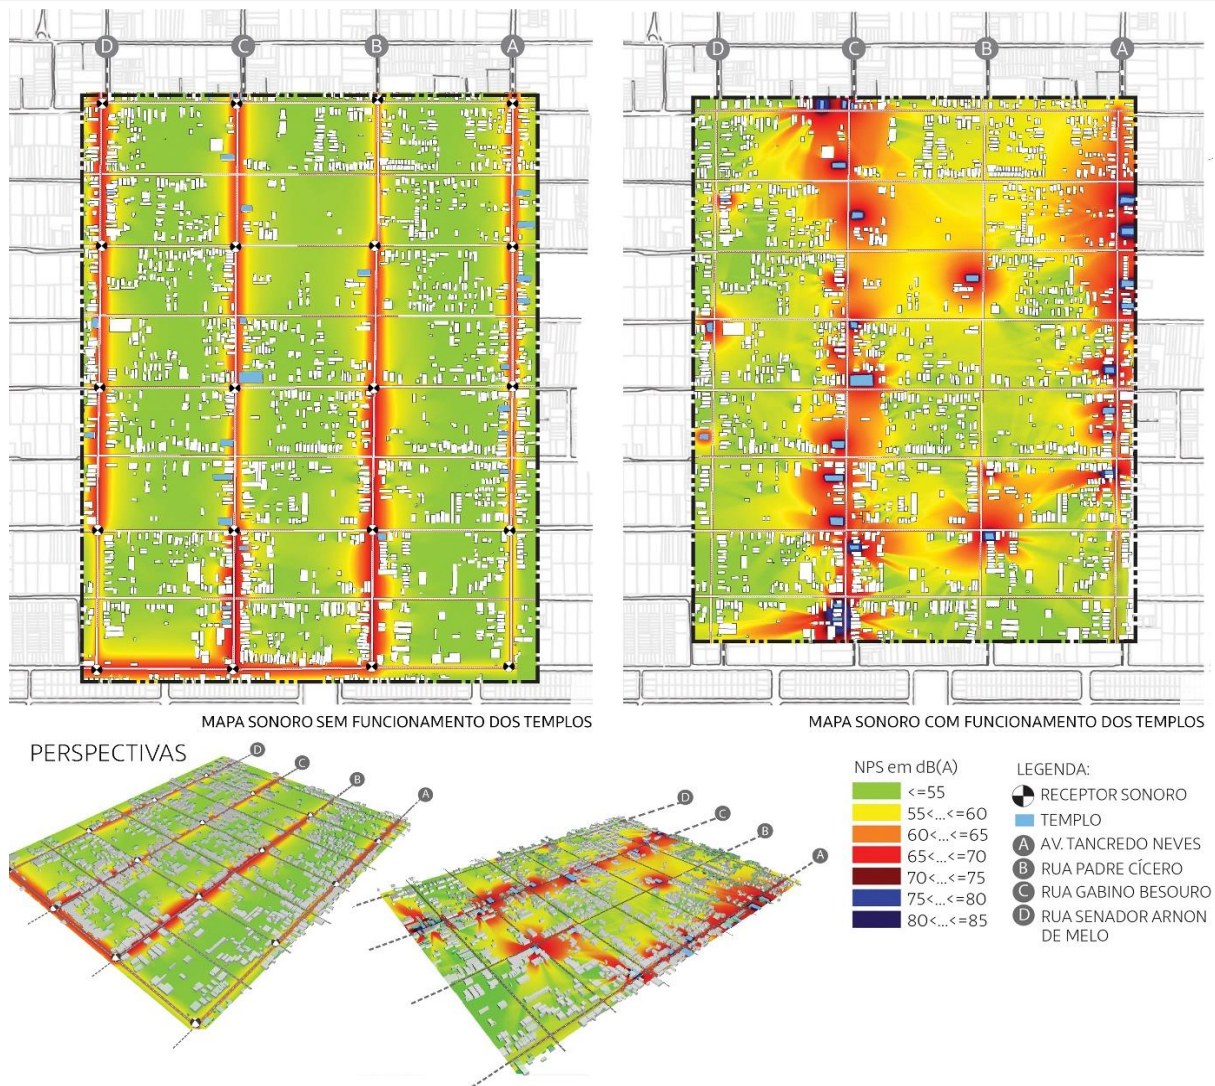 D C B A
D C B A
MAPA SONORO SEM FUNCIONAMENTO DOS TEMPLOS
MAPA SONORO COM FUNCIONAMENTO DOS TEMPLOS
PERSPECTIVAS
D
C
B
A
D
C
B
A
NPS em dB(A)
<=55
55<...<=60
60<...<=65
65<...<=70
70<...<=75
75<...<=80
80<...<=85
LEGENDA:
RECEPTOR SONORO
TEMPLO
A AV. TANCREDO NEVES
B RUA PADRE CÍCERO
C RUA GABINO BESOURO
D RUA SENADOR ARNON
DE MELO